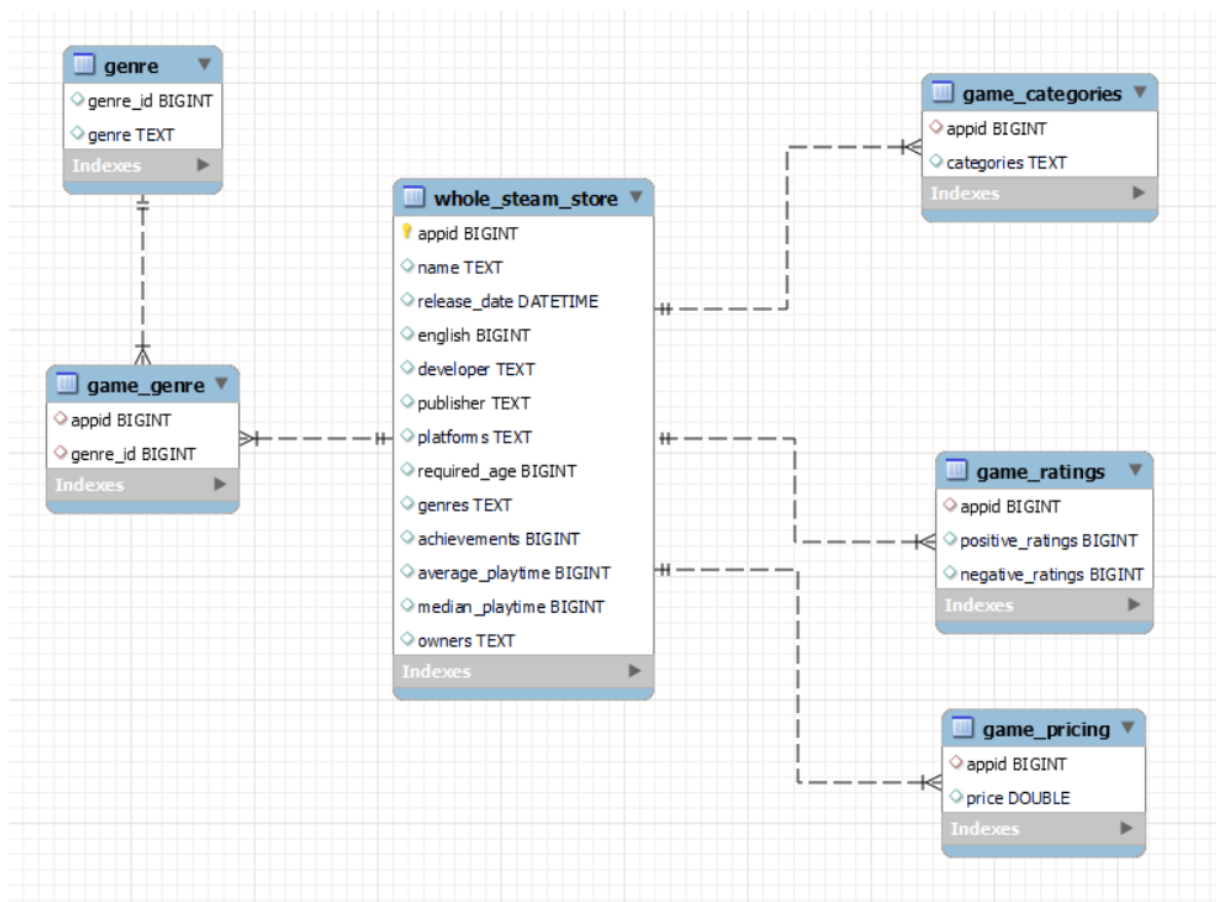 genre
genre_id BIGINT
genre TEXT
Indexes
game_genre
appid BIGINT
genre_id BIGINT
Indexes
whole_steam_store
appid BIGINT
name TEXT
release_date DATETIME
english BIGINT
developer TEXT
publisher TEXT
platforms TEXT
required_age BIGINT
genres TEXT
achievements BIGINT
average_playtime BIGINT
median_playtime BIGINT
owners TEXT
Indexes
game_categories
appid BIGINT
categories TEXT
Indexes
game_ratings
appid BIGINT
positive_ratings BIGINT
negative_ratings BIGINT
Indexes
game_pricing
appid BIGINT
price DOUBLE
Indexes